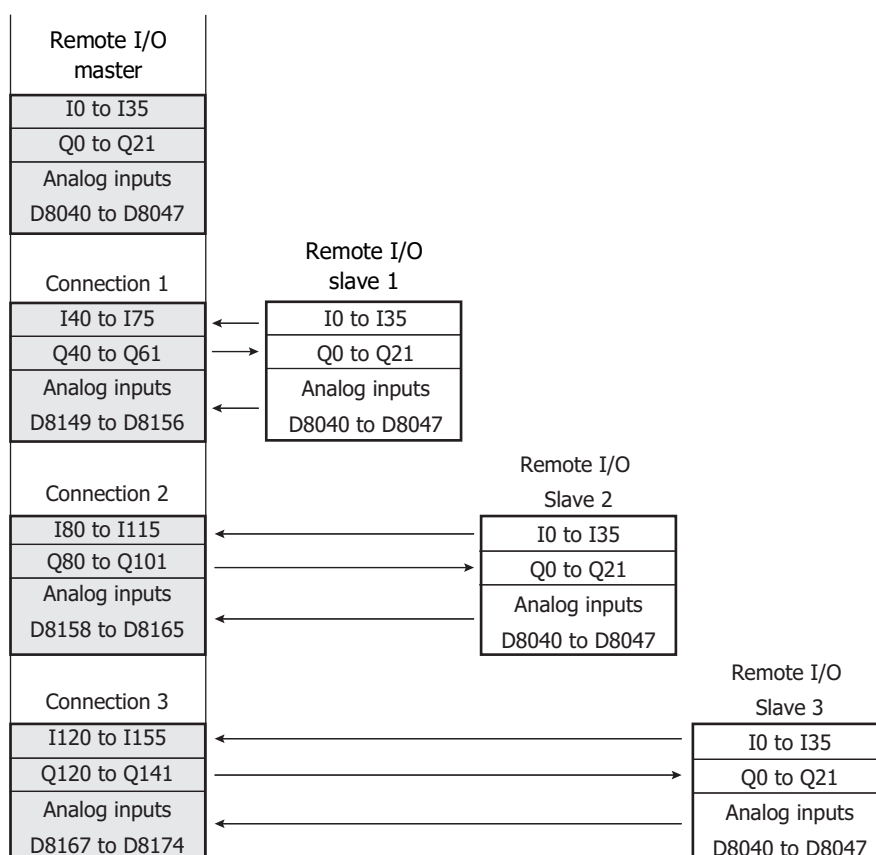 Remote I/O
master
I0 to I35
Q0 to Q21
Analog inputs
D8040 to D8047
Connection 1
I40 to I75
Q40 to Q61
Analog inputs
D8149 to D8156
Remote I/O
slave 1
I0 to I35
Q0 to Q21
Analog inputs
D8040 to D8047
Connection 2
I80 to I115
Q80 to Q101
Analog inputs
D8158 to D8165
Remote I/O
Slave 2
I0 to I35
Q0 to Q21
Analog inputs
D8040 to D8047
Connection 3
I120 to I155
Q120 to Q141
Analog inputs
D8167 to D8174
Remote I/O
Slave 3
I0 to I35
Q0 to Q21
Analog inputs
D8040 to D8047